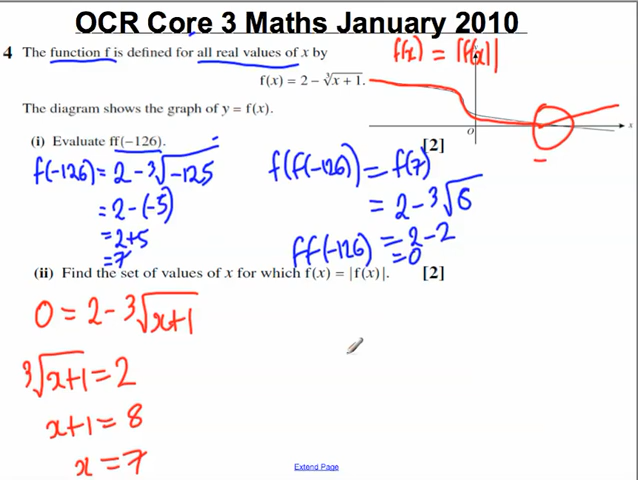 OCR Core 3 Maths January 2010
4 The function f is defined for all real values of x by
f(x) = |f(x)|
f(x) = 2 − ∛x + 1.
The diagram shows the graph of y = f(x).
x
O
(i) Evaluate ff(−126).
[2]
f(-126) = 2 - ∛-125
= 2 - (-5)
= 2+5
= 7
f(f(-126)) = f(7)
= 2 - ∛8
ff(-126) = 2 - 2
= 0
(ii) Find the set of values of x for which f(x) = |f(x)|.
[2]
0 = 2 - ∛x+1
∛x+1 = 2
x+1 = 8
x = 7
Extend Page